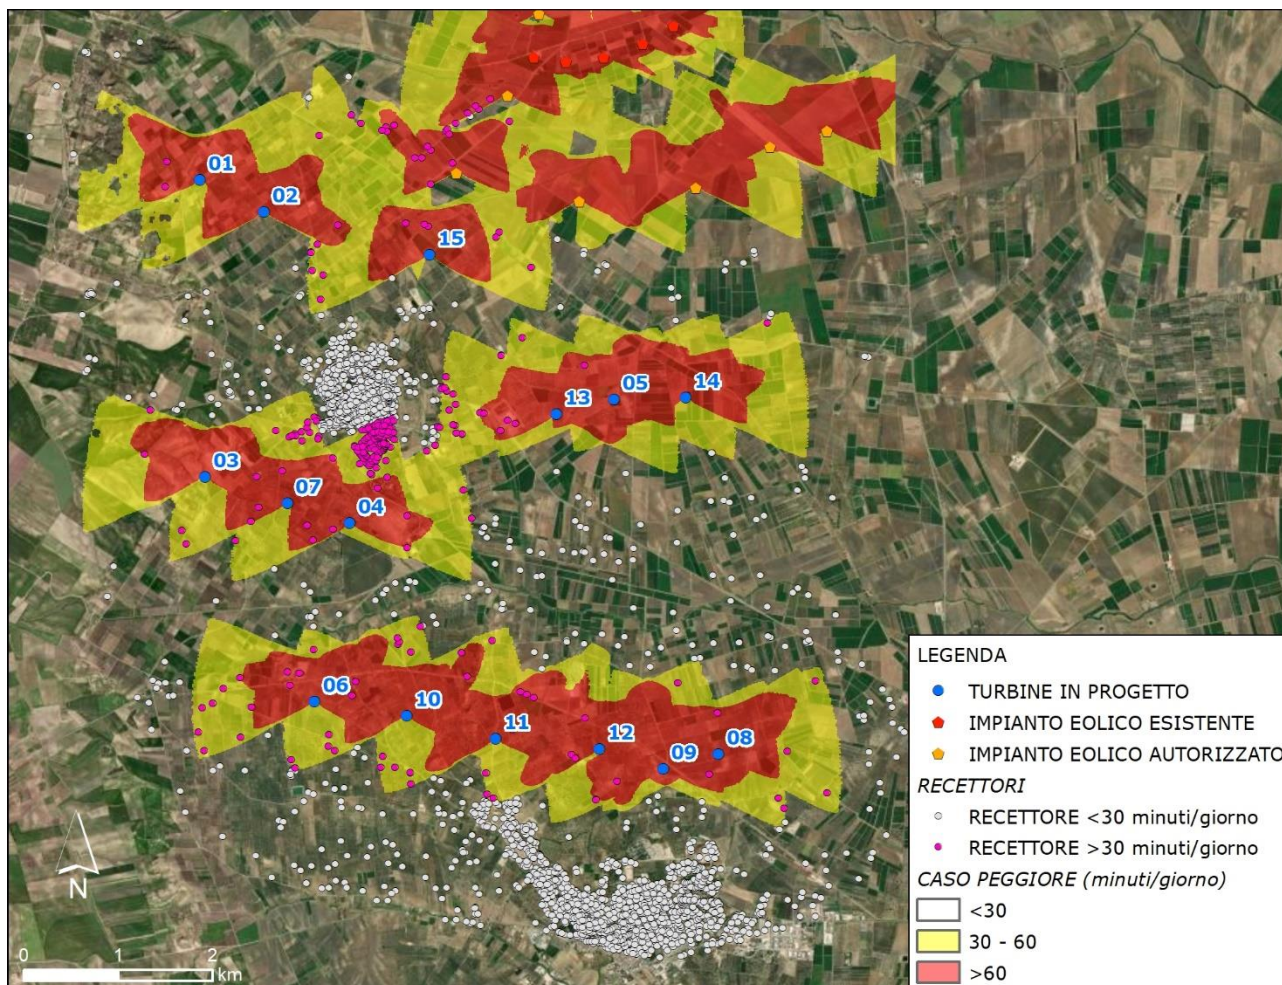 01
02
15
13
05
14
03
07
04
06
10
11
12
09
08
LEGENDA
TURBINE IN PROGETTO
IMPIANTO EOLICO ESISTENTE
IMPIANTO EOLICO AUTORIZZATO
RECETTORI
RECETTORE <30 minuti/giorno
RECETTORE >30 minuti/giorno
CASO PEGGIORE (minuti/giorno)
<30
30 - 60
>60
N
0 1 2
km